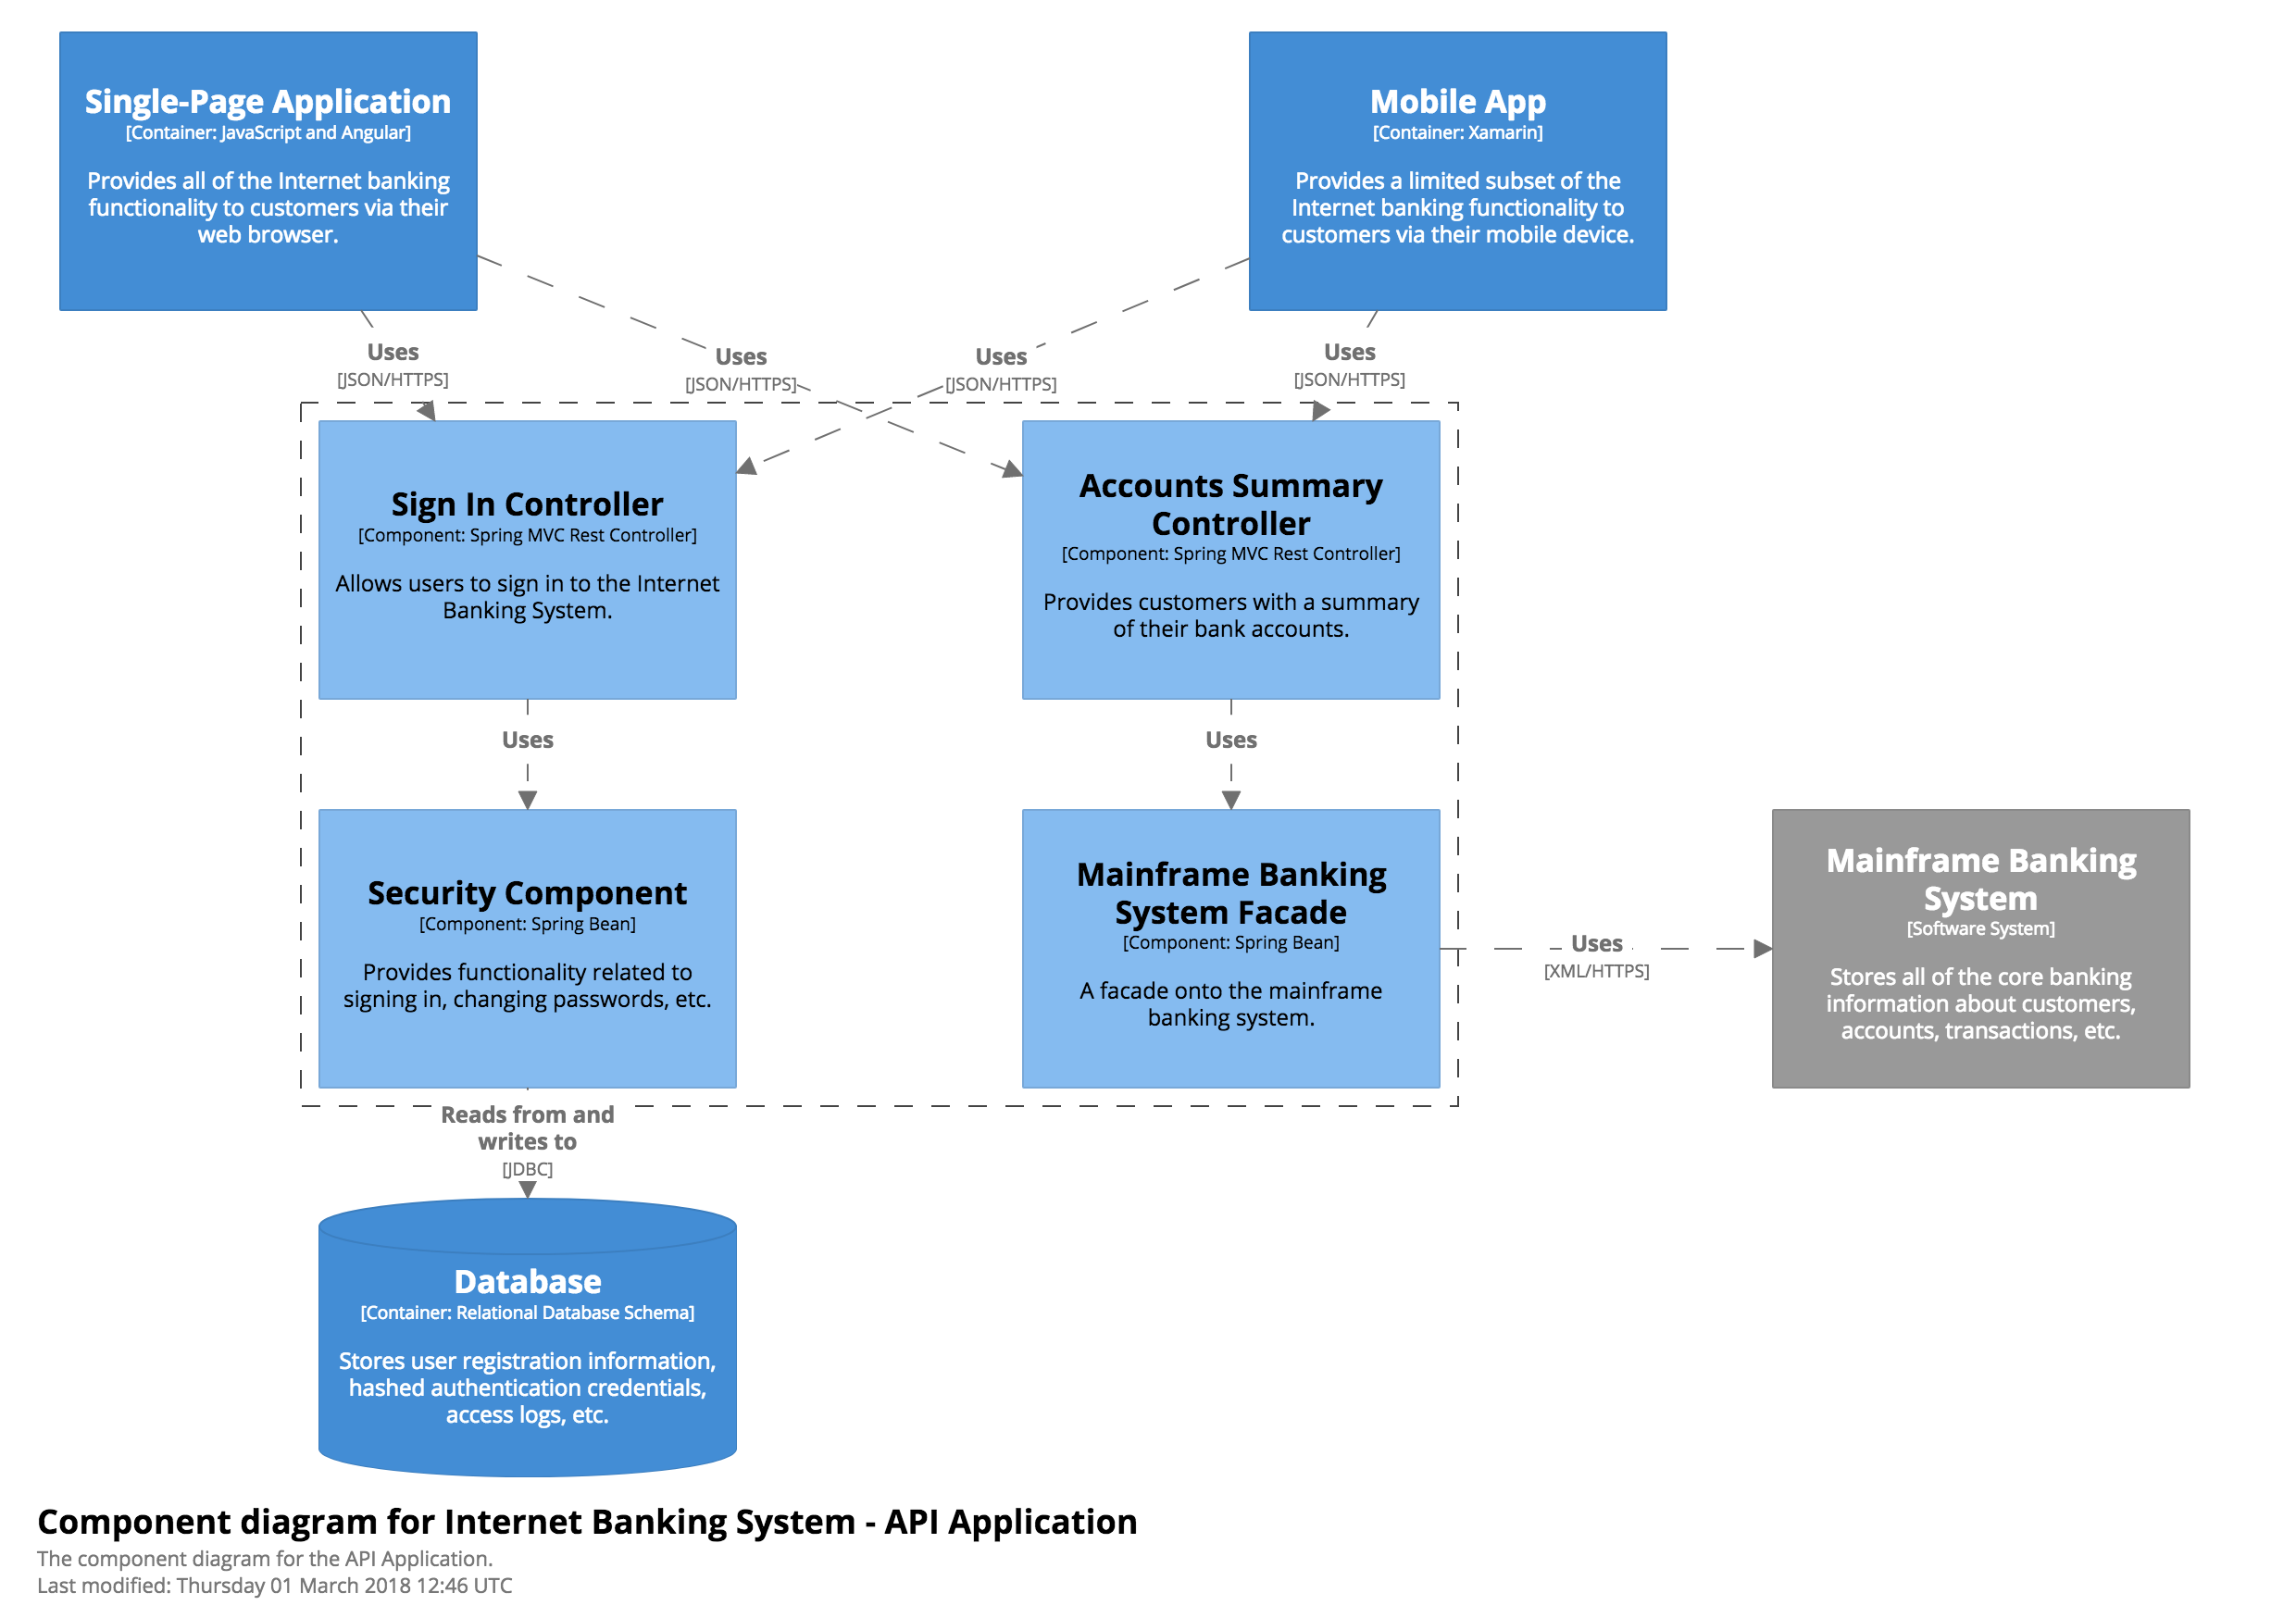 Single-Page Application
[Container: JavaScript and Angular]
Provides all of the Internet banking
functionality to customers via their
web browser.
Mobile App
[Container: Xamarin]
Provides a limited subset of the
Internet banking functionality to
customers via their mobile device.
Uses
[JSON/HTTPS]
Uses
[JSON/HTTPS]
Uses
[JSON/HTTPS]
Uses
[JSON/HTTPS]
Sign In Controller
[Component: Spring MVC Rest Controller]
Allows users to sign in to the Internet
Banking System.
Accounts Summary
Controller
[Component: Spring MVC Rest Controller]
Provides customers with a summary
of their bank accounts.
Uses
Uses
Security Component
[Component: Spring Bean]
Provides functionality related to
signing in, changing passwords, etc.
Mainframe Banking
System Facade
[Component: Spring Bean]
A facade onto the mainframe
banking system.
Uses
[XML/HTTPS]
Mainframe Banking
System
[Software System]
Stores all of the core banking
information about customers,
accounts, transactions, etc.
Reads from and
writes to
[JDBC]
Database
[Container: Relational Database Schema]
Stores user registration information,
hashed authentication credentials,
access logs, etc.
Component diagram for Internet Banking System - API Application
The component diagram for the API Application.
Last modified: Thursday 01 March 2018 12:46 UTC